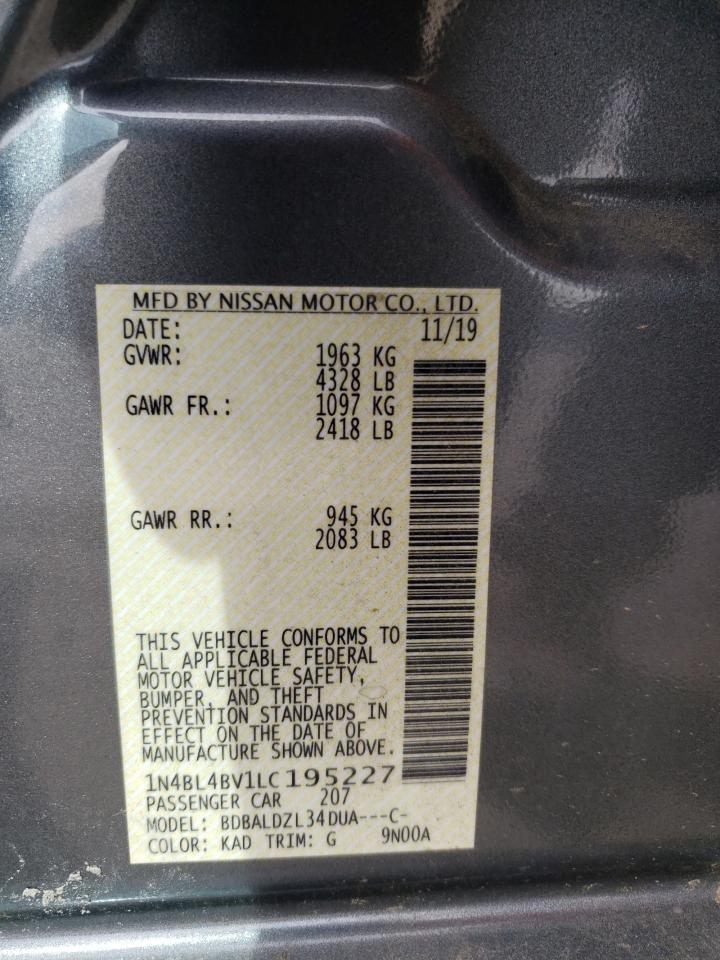 MFD BY NISSAN MOTOR CO., LTD.
DATE: 11/19
GVWR: 1963 KG
4328 LB
GAWR FR.: 1097 KG
2418 LB
GAWR RR.: 945 KG
2083 LB
THIS VEHICLE CONFORMS TO
ALL APPLICABLE FEDERAL
MOTOR VEHICLE SAFETY,
BUMPER, AND THEFT
PREVENTION STANDARDS IN
EFFECT ON THE DATE OF
MANUFACTURE SHOWN ABOVE.
1N4BL4BV1LC195227
PASSENGER CAR 207
MODEL: BDBALDZL34DUA---C-
COLOR: KAD TRIM: G 9N00A